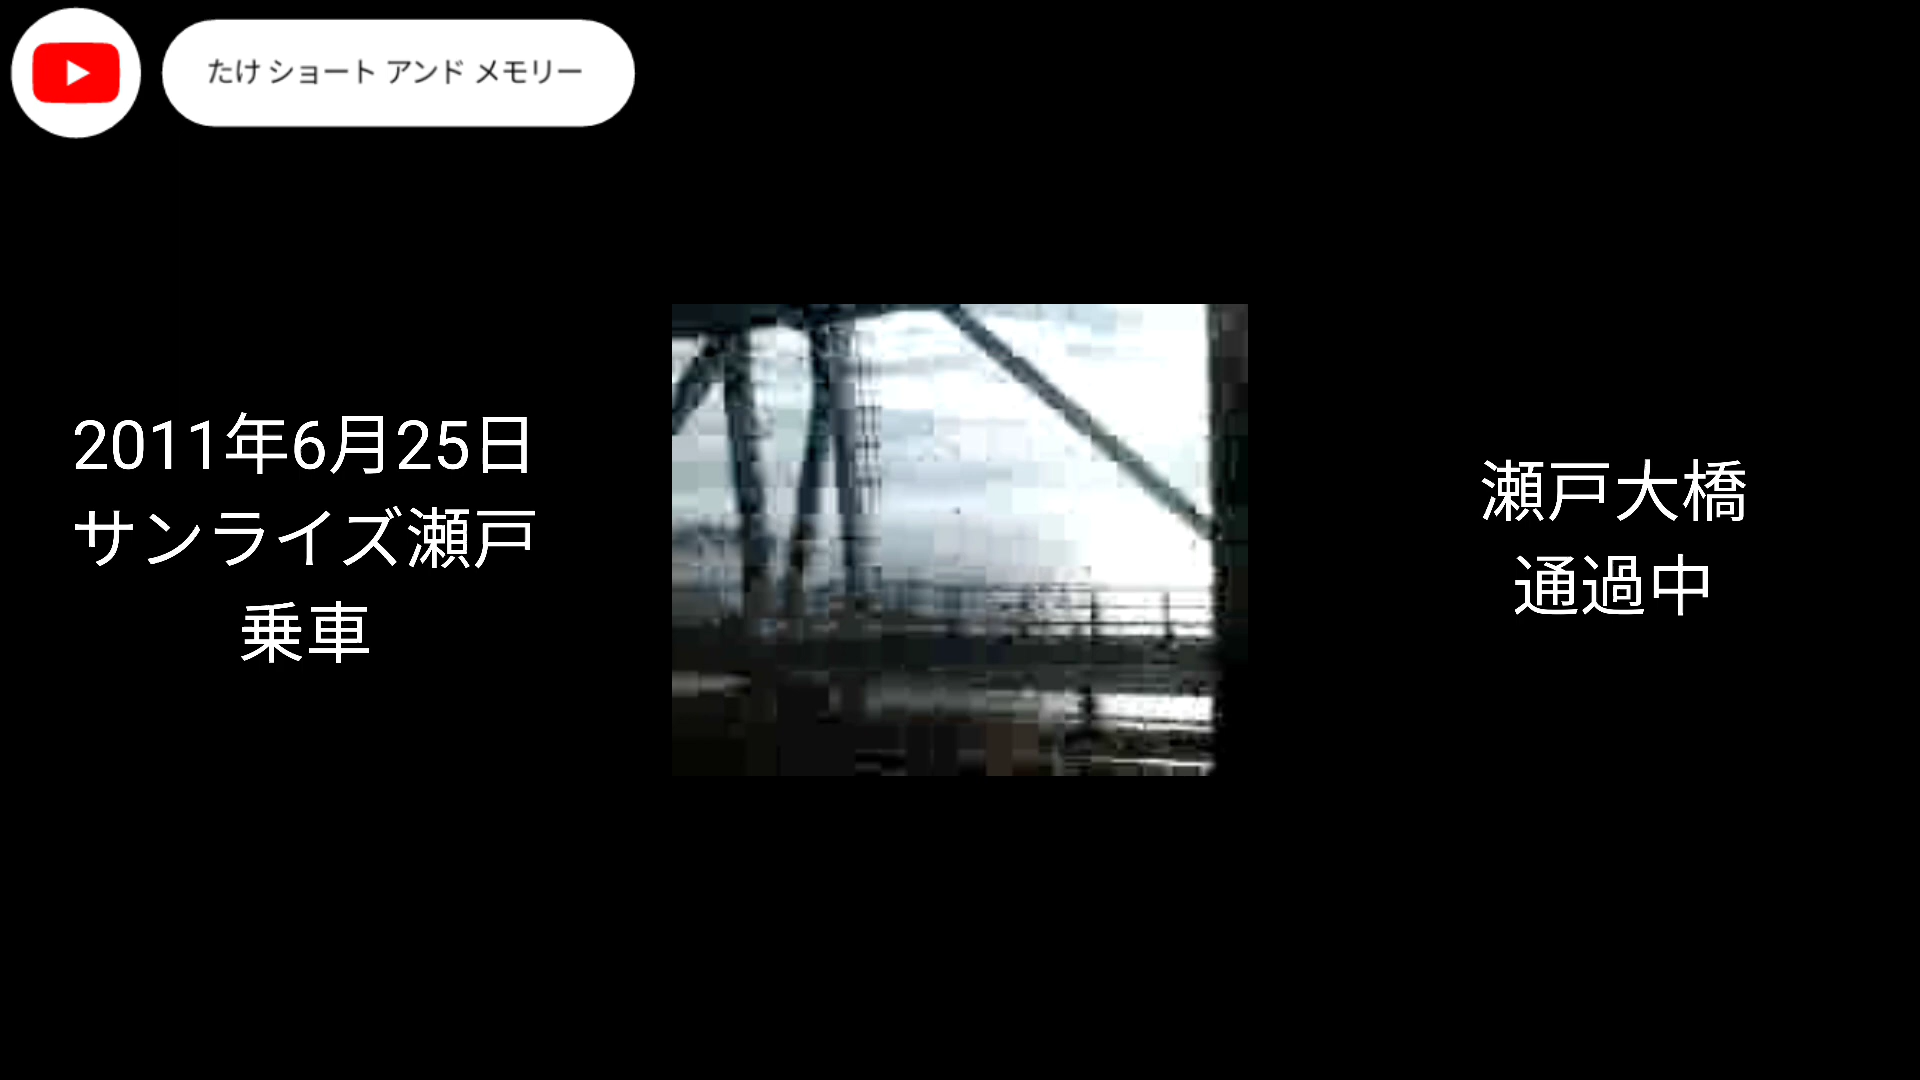 たけ ショート アンド メモリー
2011年6月25日
サンライズ瀬戸
乗車
瀬戸大橋
通過中